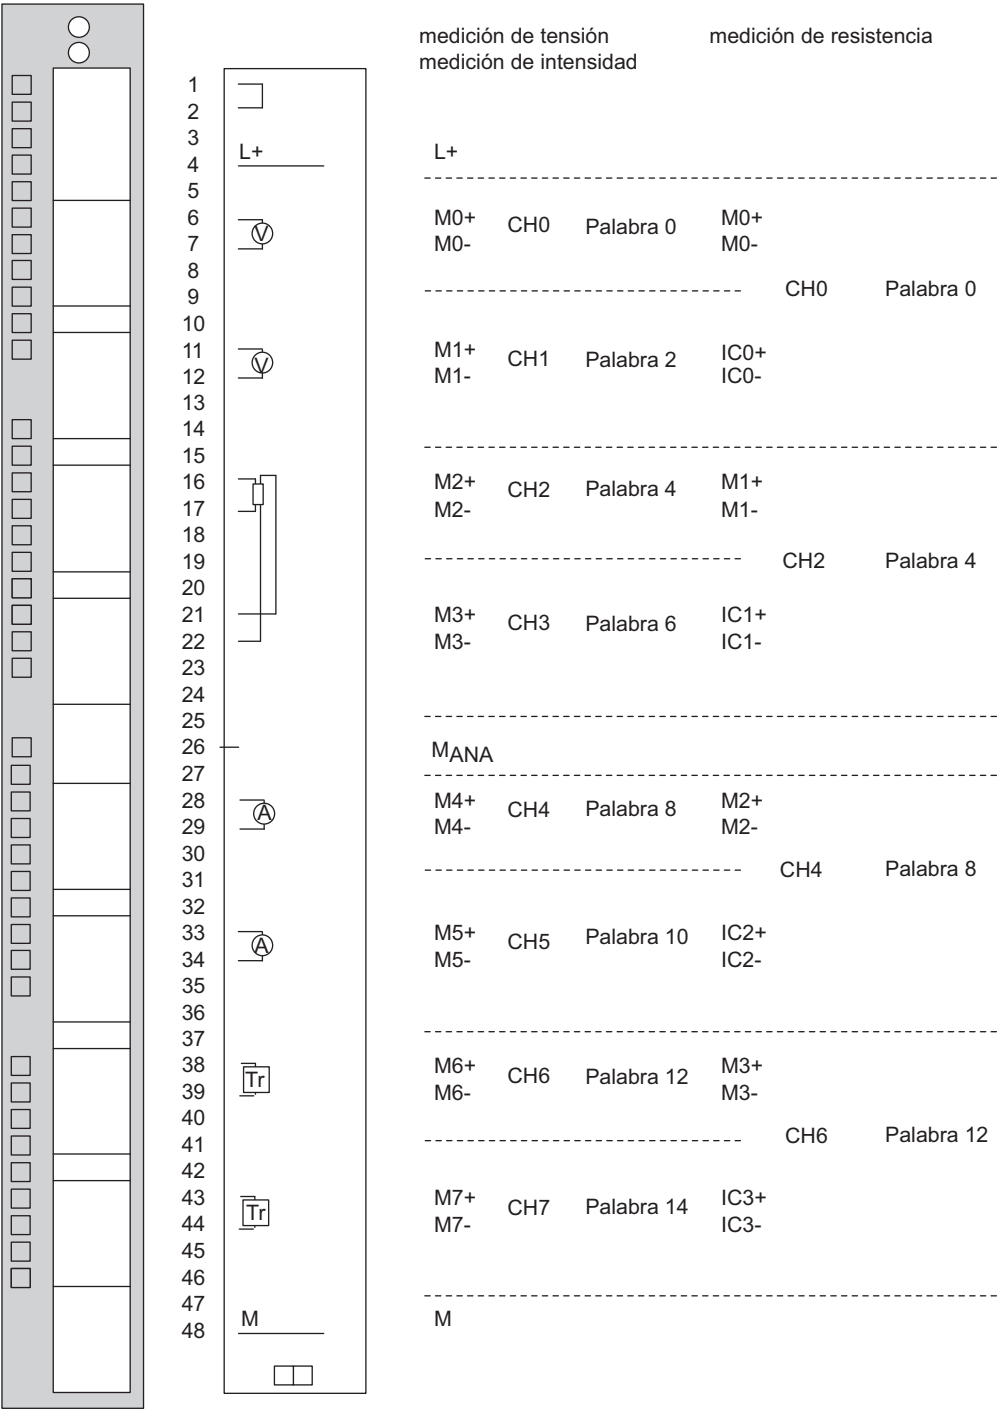 medición de tensión medición de resistencia
medición de intensidad
1
2
3
4 L+ L+
5
6 V M0+ CH0 Palabra 0 M0+
7 M0- M0-
8
9 CH0 Palabra 0
10
11 V M1+ CH1 Palabra 2 IC0+
12 M1- IC0-
13
14
15
16 M2+ CH2 Palabra 4 M1+
17 M2- M1-
18
19 CH2 Palabra 4
20
21 M3+ CH3 Palabra 6 IC1+
22 M3- IC1-
23
24
25
26 MANA
27
28 A M4+ CH4 Palabra 8 M2+
29 M4- M2-
30
31 CH4 Palabra 8
32
33 A M5+ CH5 Palabra 10 IC2+
34 M5- IC2-
35
36
37
38 Tr M6+ CH6 Palabra 12 M3+
39 M6- M3-
40
41 CH6 Palabra 12
42
43 Tr M7+ CH7 Palabra 14 IC3+
44 M7- IC3-
45
46
47
48 M M